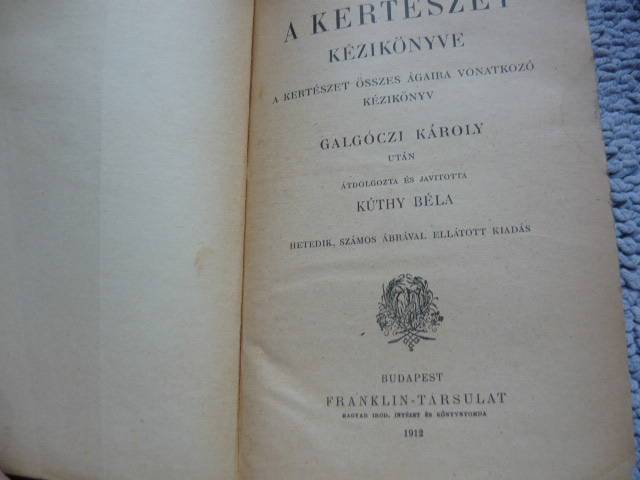 A KERTÉSZET
KÉZIKÖNYVE
A KERTÉSZET ÖSSZES ÁGAIRA VONATKOZÓ
KÉZIKÖNYV
GALGÓCZI KÁROLY
UTÁN
ÁTDOLGOZTA ÉS JAVITOTTA
KÚTHY BÉLA
HETEDIK, SZÁMOS ÁBRÁVAL ELLÁTOTT KIADÁS
BUDAPEST
FRANKLIN-TÁRSULAT
MAGYAR IROD. INTÉZET ÉS KÖNYVNYOMDA
1912